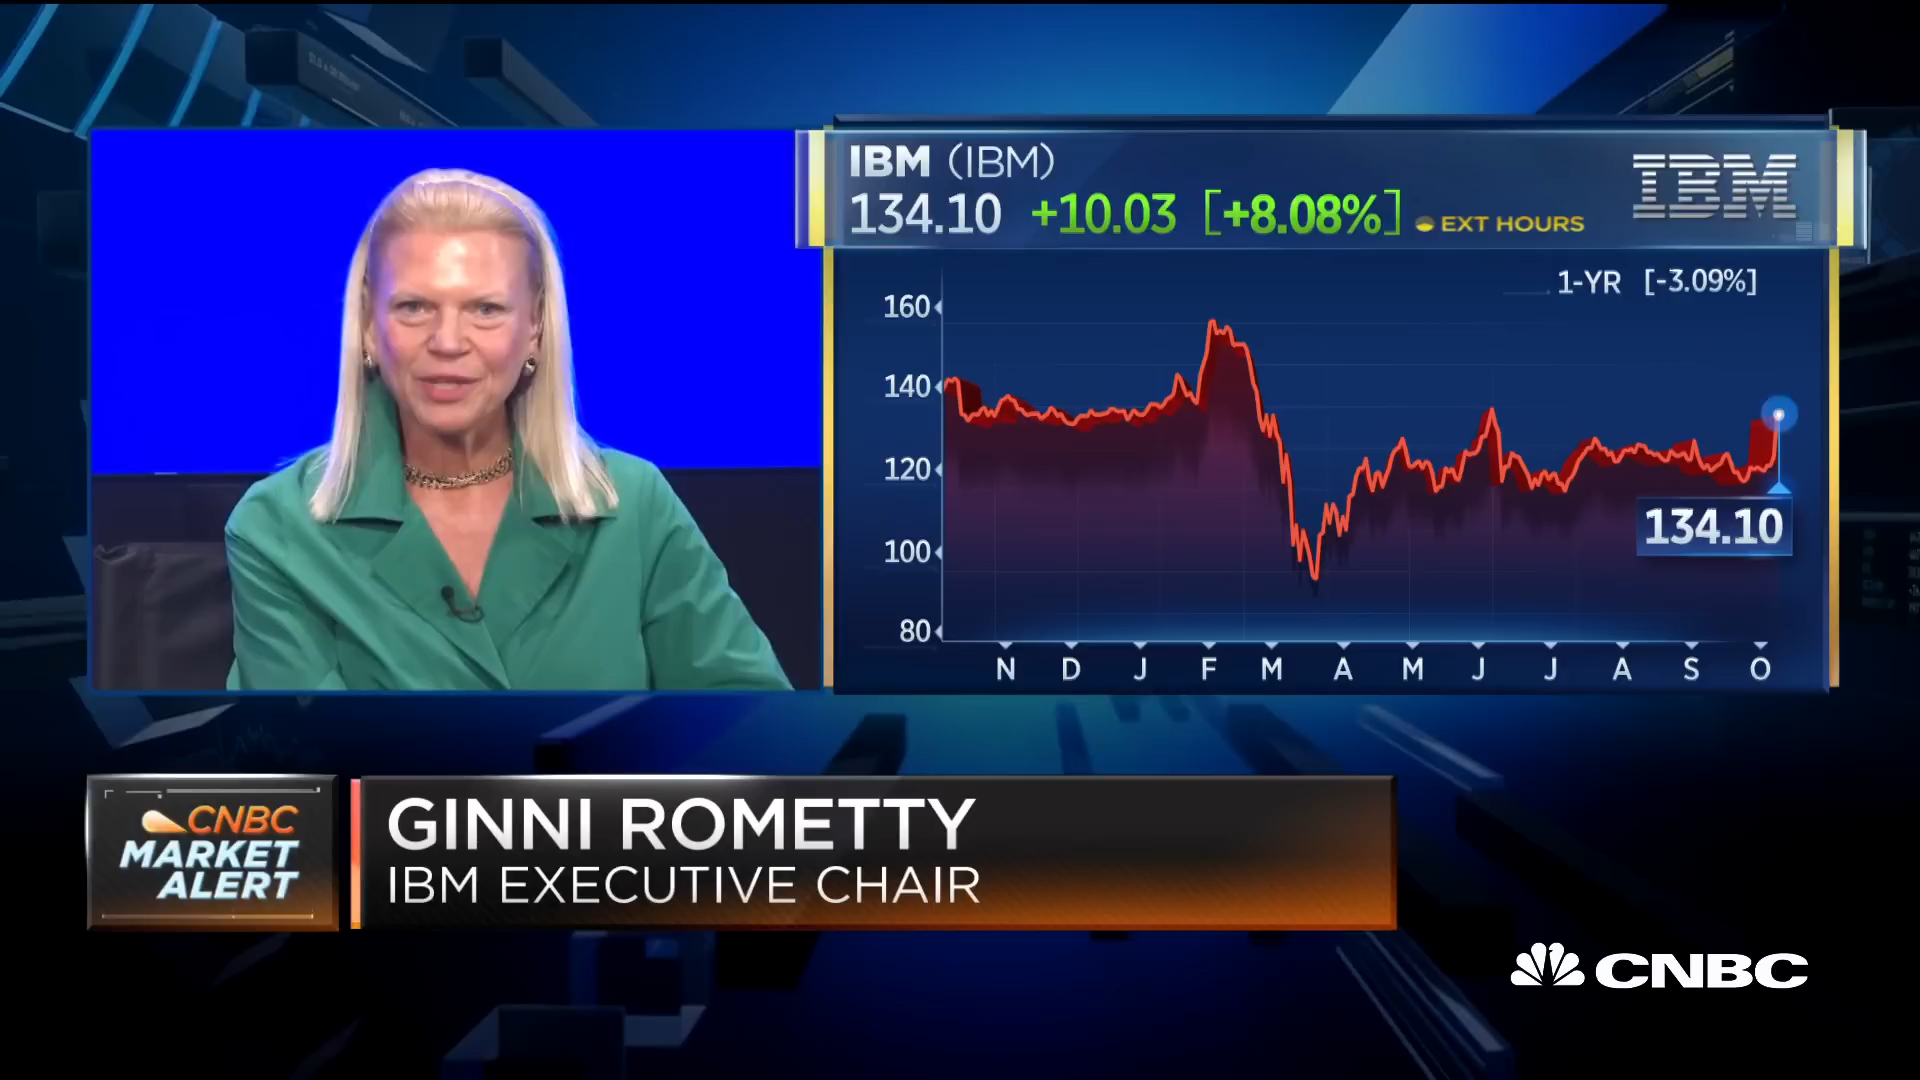 IBM (IBM)
134.10 +10.03 [+8.08%] EXT HOURS
IBM
1-YR [-3.09%]
160
140
120
100
80
134.10
N D J F M A M J J A S O
CNBC
MARKET
ALERT
GINNI ROMETTY
IBM EXECUTIVE CHAIR
CNBC